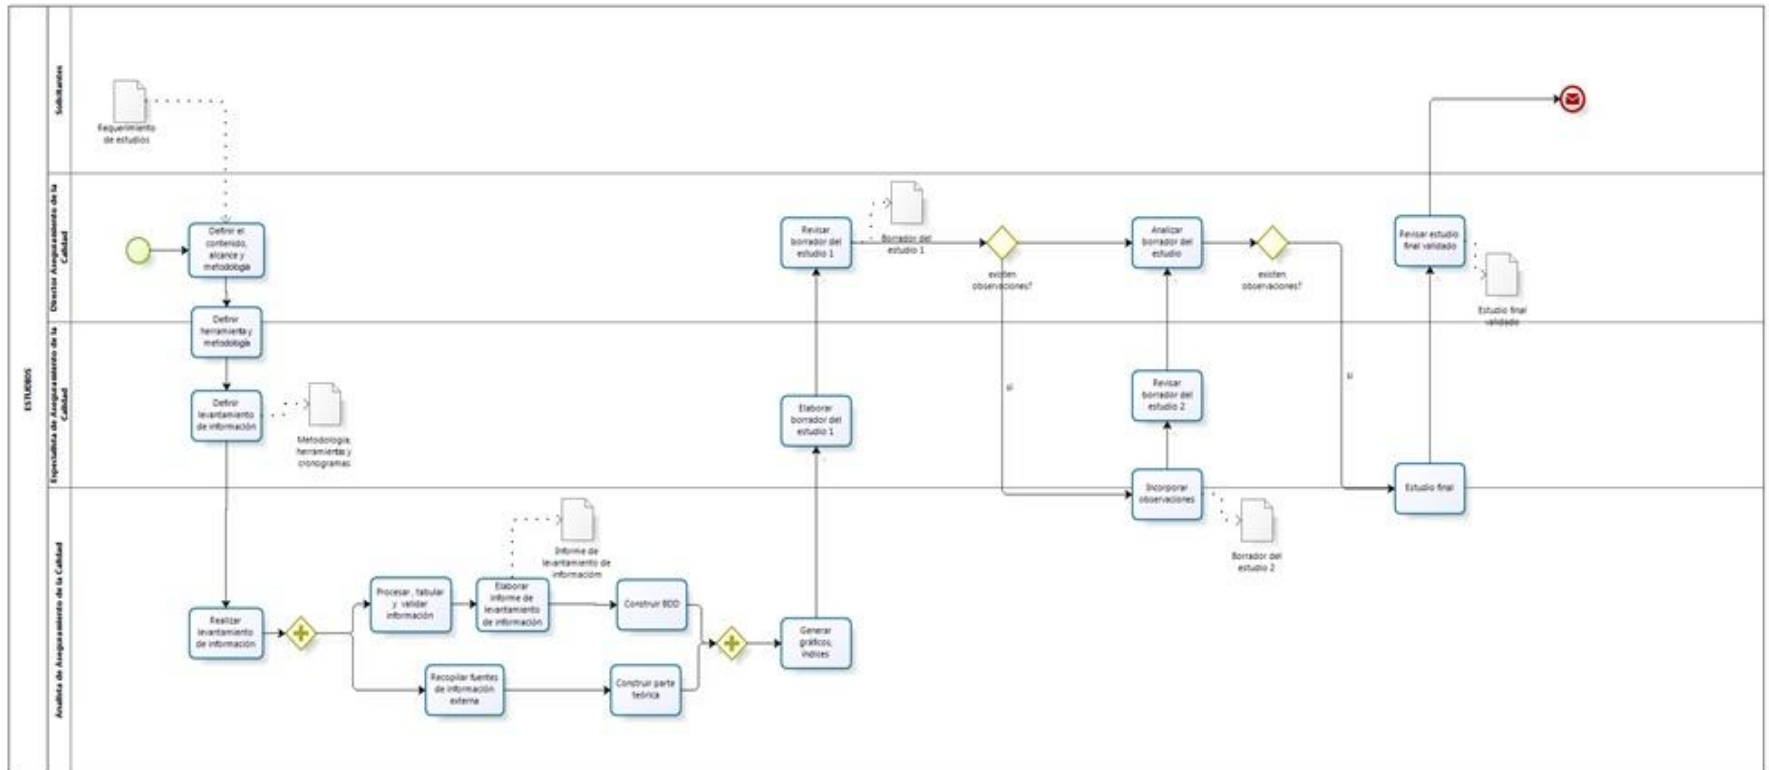 ESTUDIOS
Solicitantes
Director Aseguramiento de la
Calidad
Especialista de Aseguramiento de la
Calidad
Analista de Aseguramiento de la Calidad
Requerimiento
de estudios
Definir el
contenido,
alcance y
metodología
Definir
herramienta y
metodología
Definir
levantamiento
de información
Metodología,
herramientas y
cronogramas
Realizar
levantamiento
de información
Procesar, tabular
y validar
información
Elaborar
informe de
levantamiento
de información
Informe de
levantamiento de
información
Construir BDD
Recopilar fuentes
de información
externa
Construir parte
teórica
Generar
gráficos,
índices
Elaborar
borrador del
estudio 1
Revisar
borrador del
estudio 1
Borrador del
estudio 1
existen
observaciones?
si
Incorporar
observaciones
Borrador del
estudio 2
Revisar
borrador del
estudio 2
Analizar
borrador del
estudio
existen
observaciones?
si
Estudio final
Revisar estudio
final validado
Estudio final
validado